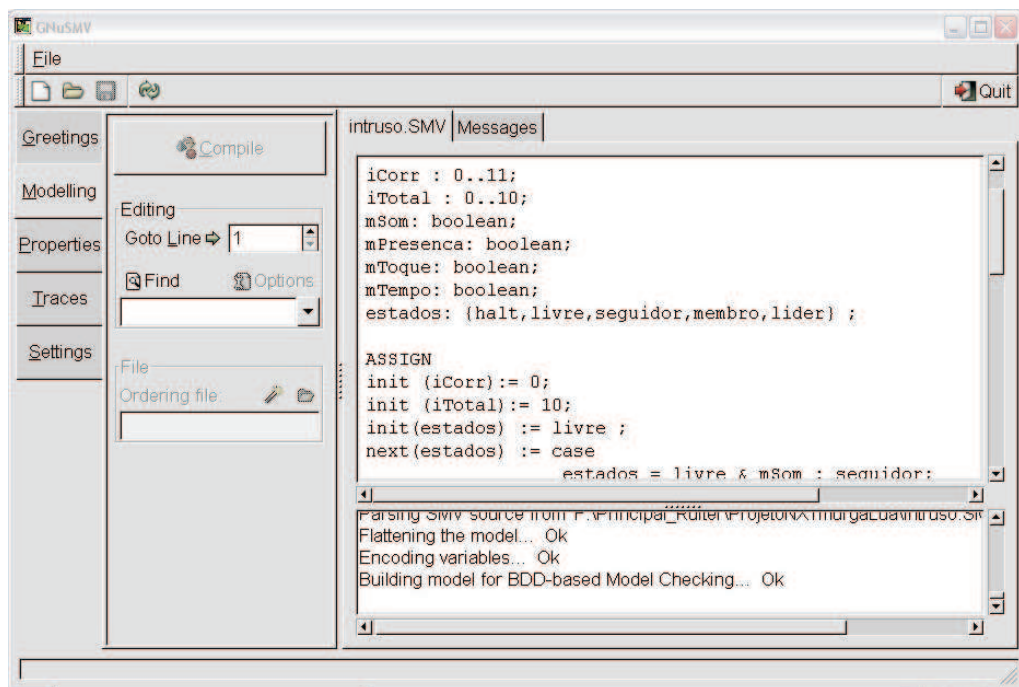 GNuSMV
File
Quit
Greetings
Modelling
Properties
Traces
Settings
Compile
Editing
Goto Line 1
Find Options
File
Ordering file:
intruso.SMV Messages
iCorr : 0..11;
iTotal : 0..10;
mSom: boolean;
mPresenca: boolean;
mToque: boolean;
mTempo: boolean;
estados: {halt,livre,seguidor,membro,lider} ;
ASSIGN
init (iCorr):= 0;
init (iTotal):= 10;
init(estados) := livre ;
next(estados) := case
estados = livre & mSom : seguidor;
Parsing SMV source from
Flattening the model... Ok
Encoding variables... Ok
Building model for BDD-based Model Checking... Ok